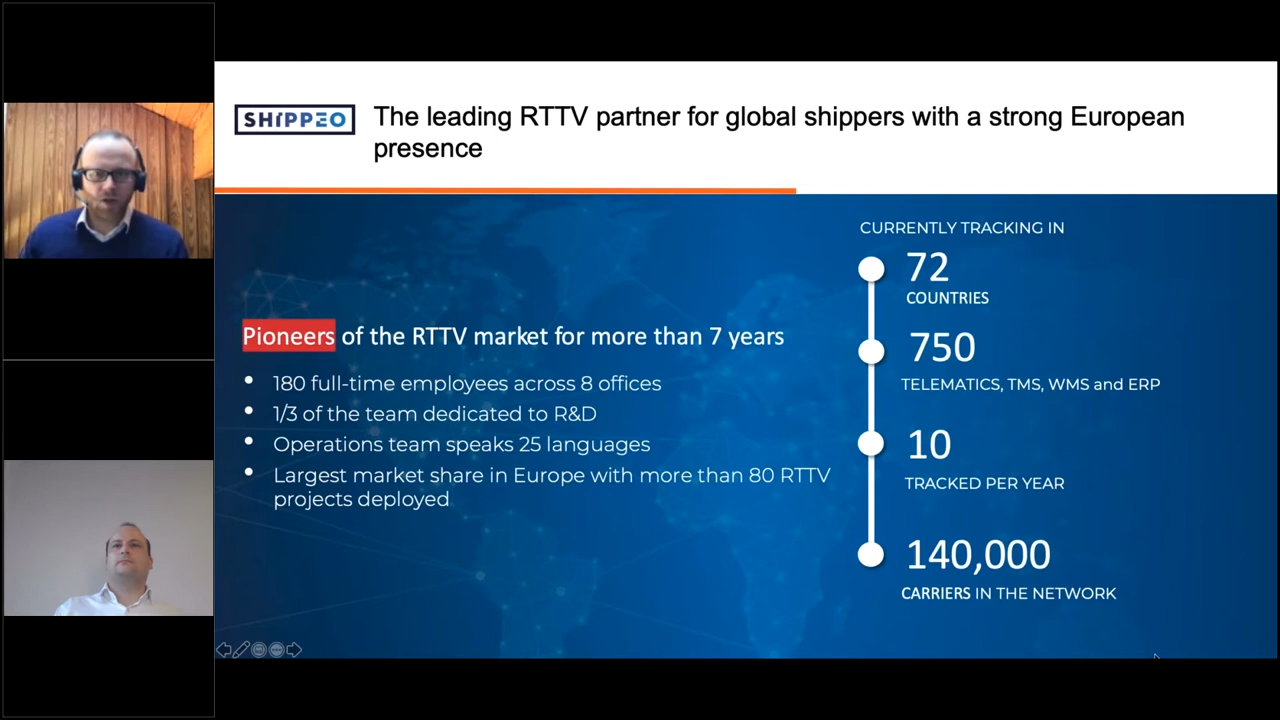 SHIPPEO
The leading RTTV partner for global shippers with a strong European
presence
Pioneers of the RTTV market for more than 7 years
• 180 full-time employees across 8 offices
• 1/3 of the team dedicated to R&D
• Operations team speaks 25 languages
• Largest market share in Europe with more than 80 RTTV
projects deployed
CURRENTLY TRACKING IN
72
COUNTRIES
750
TELEMATICS, TMS, WMS and ERP
10
TRACKED PER YEAR
140,000
CARRIERS IN THE NETWORK